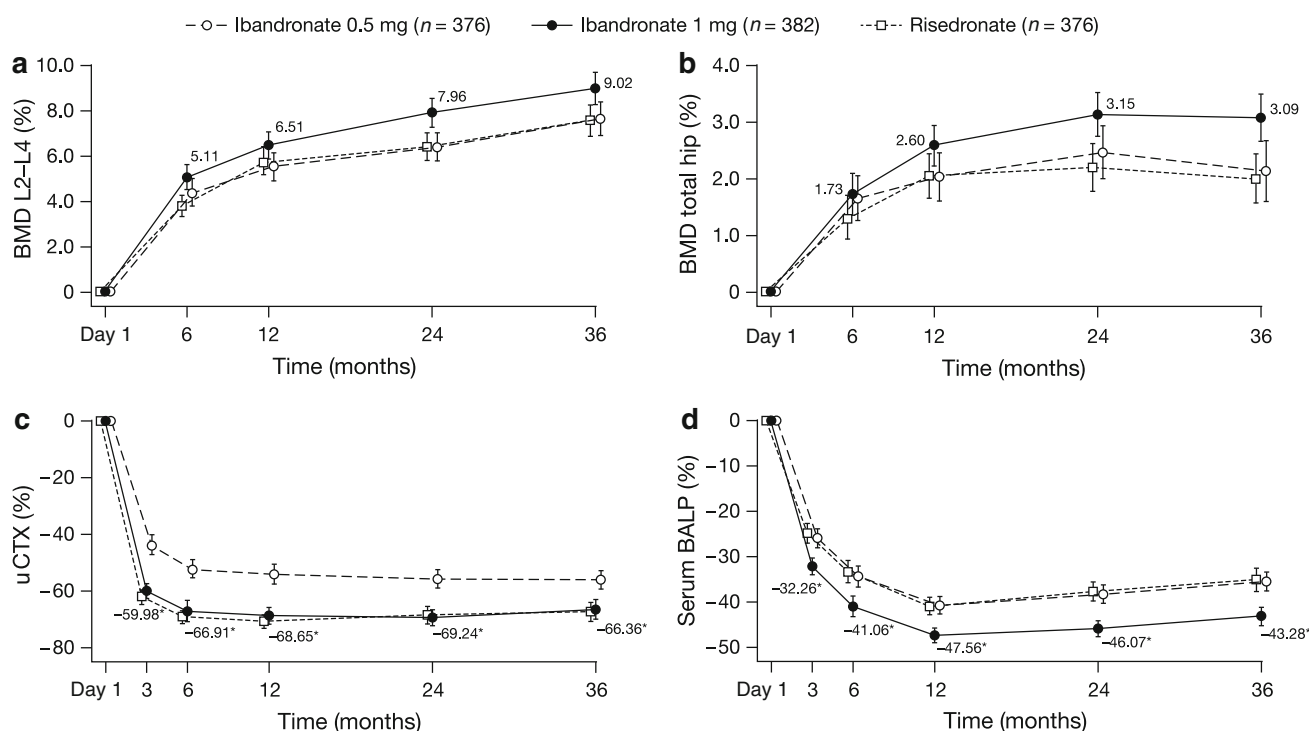 Ibandronate 0.5 mg (n = 376) Ibandronate 1 mg (n = 382) Risedronate (n = 376)
a
BMD L2–L4 (%)
10.0
8.0
6.0
4.0
2.0
0
5.11
6.51
7.96
9.02
Day 1 6 12 24 36
Time (months)
b
BMD total hip (%)
4.0
3.0
2.0
1.0
0
1.73
2.60
3.15
3.09
Day 1 6 12 24 36
Time (months)
c
uCTX (%)
0
−20
−40
−60
−80
−59.98*
−66.91*
−68.65*
−69.24*
−66.36*
Day 1 3 6 12 24 36
Time (months)
d
Serum BALP (%)
0
−10
−20
−30
−40
−50
−32.26*
−41.06*
−47.56*
−46.07*
−43.28*
Day 1 3 6 12 24 36
Time (months)